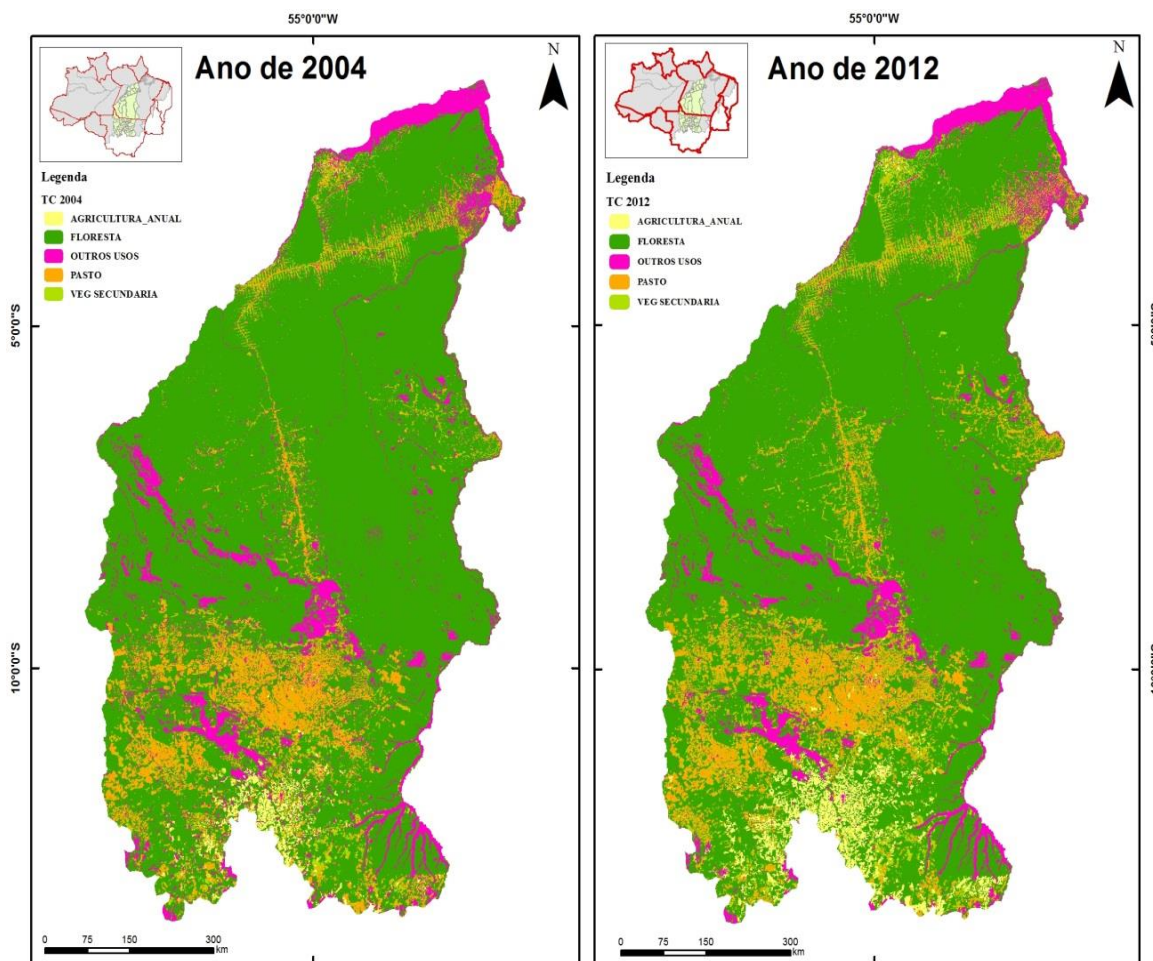 55°0'0"W
Ano de 2004
N
Legenda
TC 2004
AGRICULTURA_ANUAL
FLORESTA
OUTROS USOS
PASTO
VEG SECUNDARIA
5°0'0"S
10°0'0"S
0 75 150 300
km
55°0'0"W
Ano de 2012
N
Legenda
TC 2012
AGRICULTURA_ANUAL
FLORESTA
OUTROS USOS
PASTO
VEG SECUNDARIA
0 75 150 300
km